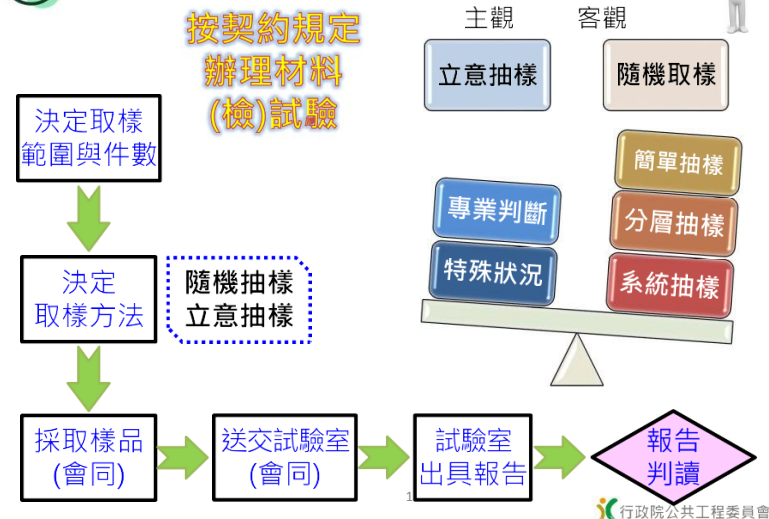 按契約規定
辦理材料
(檢)試驗
主觀
客觀
立意抽樣
隨機取樣
簡單抽樣
專業判斷
分層抽樣
特殊狀況
系統抽樣
決定取樣
範圍與件數
決定
取樣方法
隨機抽樣
立意抽樣
採取樣品
(會同)
送交試驗室
(會同)
試驗室
出具報告
報告
判讀
1
行政院公共工程委員會